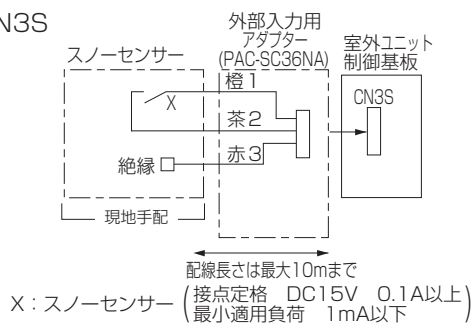 N3S
外部入力用
アダプター
(PAC-SC36NA)
スノーセンサー
室外ユニット
制御基板
橙1
X
CN3S
茶2
赤3
絶縁
現地手配
配線長さは最大10mまで
X：スノーセンサー（接点定格　DC15V　0.1A以上
最小適用負荷　1mA以下）